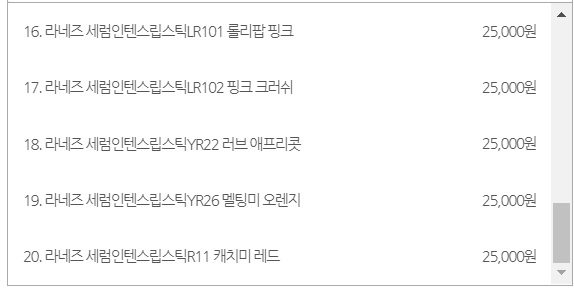 16. 라네즈 세럼인텐스립스틱LR101 롤리팝 핑크 25,000원
17. 라네즈 세럼인텐스립스틱LR102 핑크 크러쉬 25,000원
18. 라네즈 세럼인텐스립스틱YR22 러브 애프리콧 25,000원
19. 라네즈 세럼인텐스립스틱YR26 멜팅미 오렌지 25,000원
20. 라네즈 세럼인텐스립스틱R11 캐치미 레드 25,000원